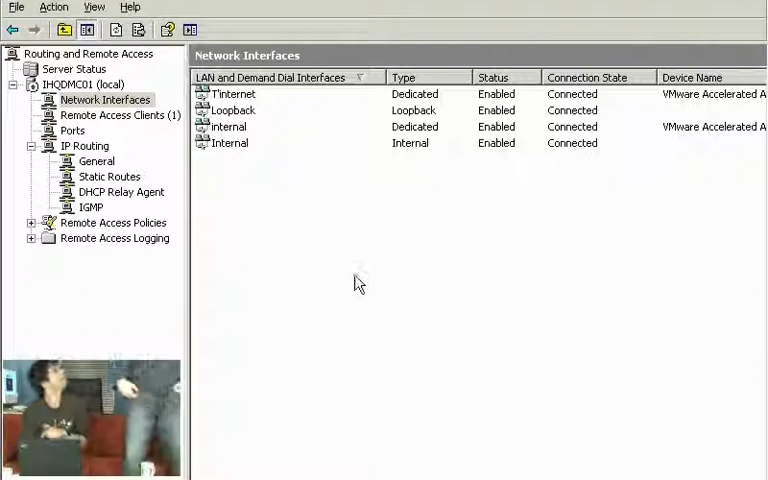 File Action View Help
Routing and Remote Access
Server Status
IHQDMC01 (local)
Network Interfaces
Remote Access Clients (1)
Ports
IP Routing
General
Static Routes
DHCP Relay Agent
IGMP
Remote Access Policies
Remote Access Logging
Network Interfaces
LAN and Demand Dial Interfaces Type Status Connection State Device Name
T'internet Dedicated Enabled Connected VMware Accelerated A
Loopback Loopback Enabled Connected
internal Dedicated Enabled Connected VMware Accelerated A
Internal Internal Enabled Connected